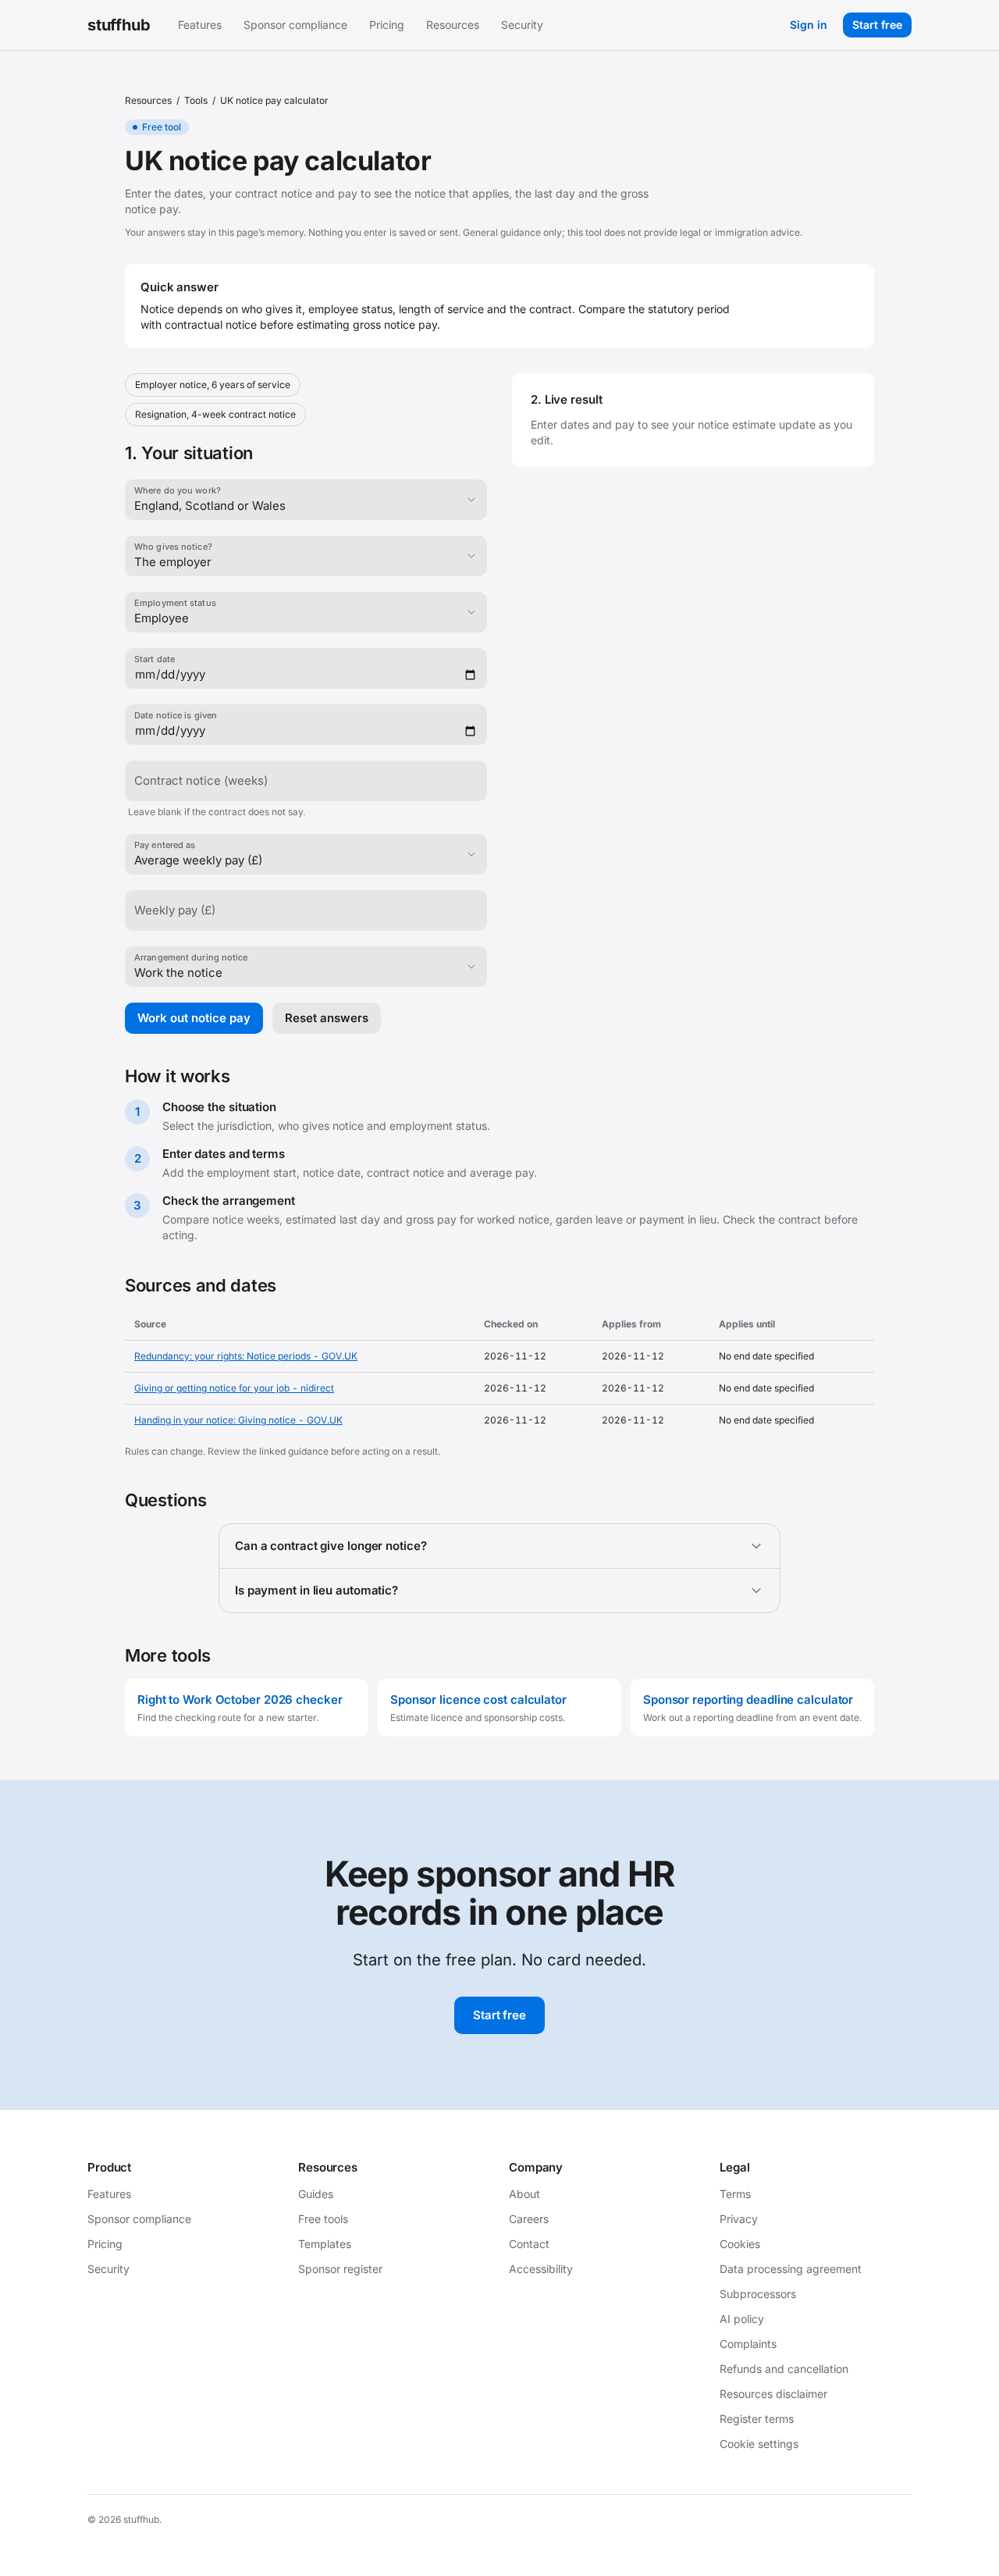 stuffhub Features Sponsor compliance Pricing Resources Security Sign in Start free
Resources / Tools / UK notice pay calculator
Free tool
UK notice pay calculator
Enter the dates, your contract notice and pay to see the notice that applies, the last day and the gross
notice pay.
Your answers stay in this page's memory. Nothing you enter is saved or sent. General guidance only; this tool does not provide legal or immigration advice.
Quick answer
Notice depends on who gives it, employee status, length of service and the contract. Compare the statutory period
with contractual notice before estimating gross notice pay.
Employer notice, 6 years of service
Resignation, 4-week contract notice
1. Your situation
Where do you work?
England, Scotland or Wales
Who gives notice?
The employer
Employment status
Employee
Start date
mm/dd/yyyy
Date notice is given
mm/dd/yyyy
Contract notice (weeks)
Leave blank if the contract does not say.
Pay entered as
Average weekly pay (£)
Weekly pay (£)
Arrangement during notice
Work the notice
Work out notice pay Reset answers
2. Live result
Enter dates and pay to see your notice estimate update as you
edit.
How it works
1 Choose the situation
Select the jurisdiction, who gives notice and employment status.
2 Enter dates and terms
Add the employment start, notice date, contract notice and average pay.
3 Check the arrangement
Compare notice weeks, estimated last day and gross pay for worked notice, garden leave or payment in lieu. Check the contract before
acting.
Sources and dates
Source Checked on Applies from Applies until
Redundancy: your rights: Notice periods - GOV.UK 2026-11-12 2026-11-12 No end date specified
Giving or getting notice for your job - nidirect 2026-11-12 2026-11-12 No end date specified
Handing in your notice: Giving notice - GOV.UK 2026-11-12 2026-11-12 No end date specified
Rules can change. Review the linked guidance before acting on a result.
Questions
Can a contract give longer notice?
Is payment in lieu automatic?
More tools
Right to Work October 2026 checker
Find the checking route for a new starter.
Sponsor licence cost calculator
Estimate licence and sponsorship costs.
Sponsor reporting deadline calculator
Work out a reporting deadline from an event date.
Keep sponsor and HR
records in one place
Start on the free plan. No card needed.
Start free
Product
Features
Sponsor compliance
Pricing
Security
Resources
Guides
Free tools
Templates
Sponsor register
Company
About
Careers
Contact
Accessibility
Legal
Terms
Privacy
Cookies
Data processing agreement
Subprocessors
AI policy
Complaints
Refunds and cancellation
Resources disclaimer
Register terms
Cookie settings
© 2026 stuffhub.